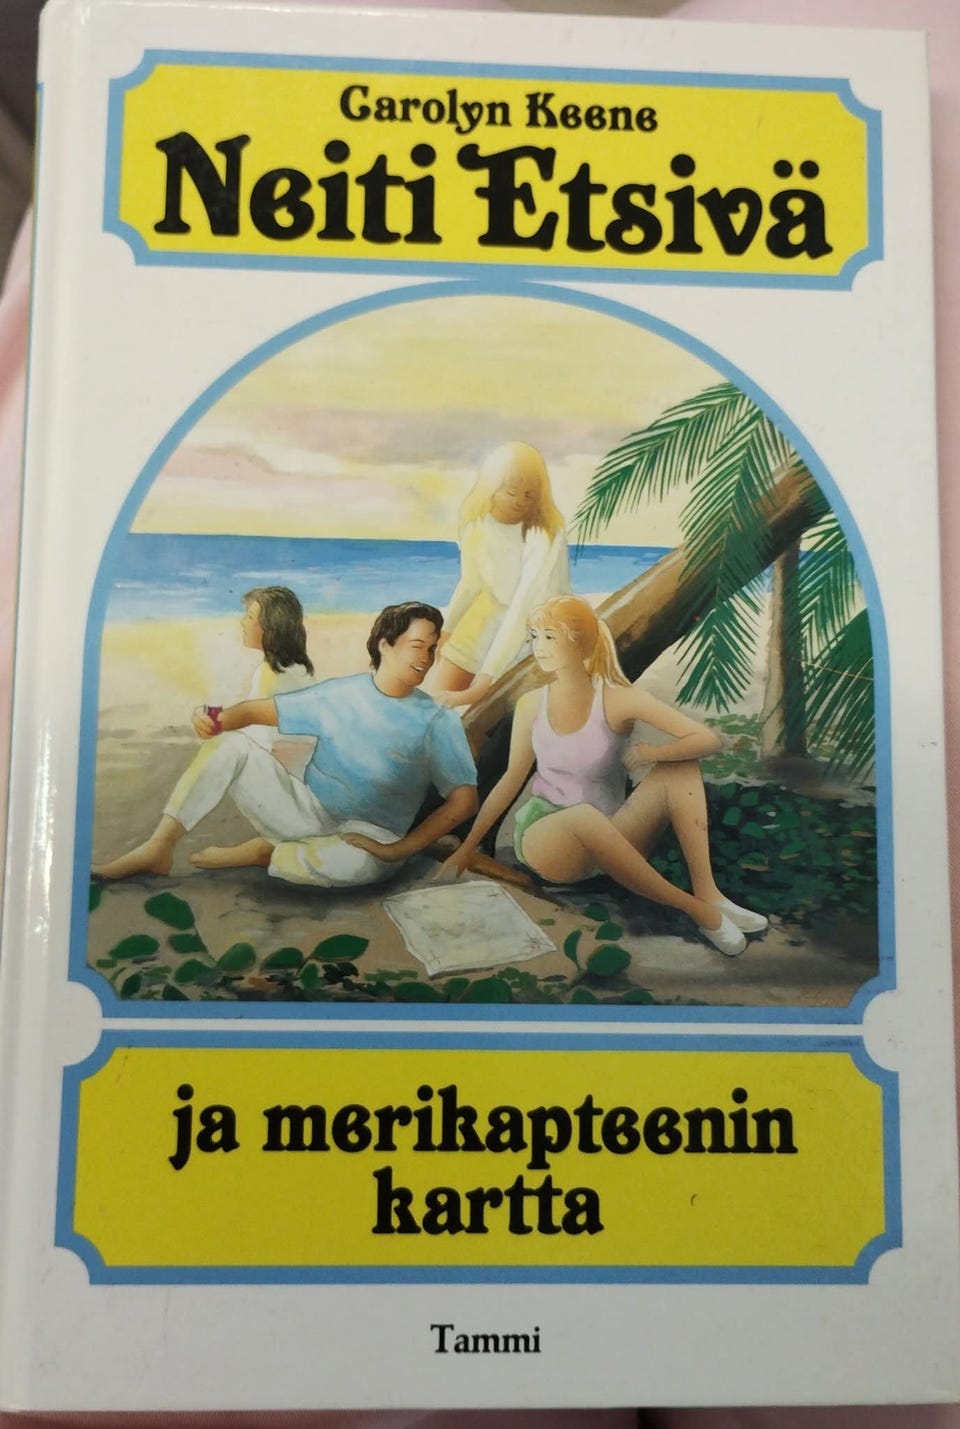 Carolyn Keene
Neiti Etsivä
ja merikapteenin
kartta
Tammi